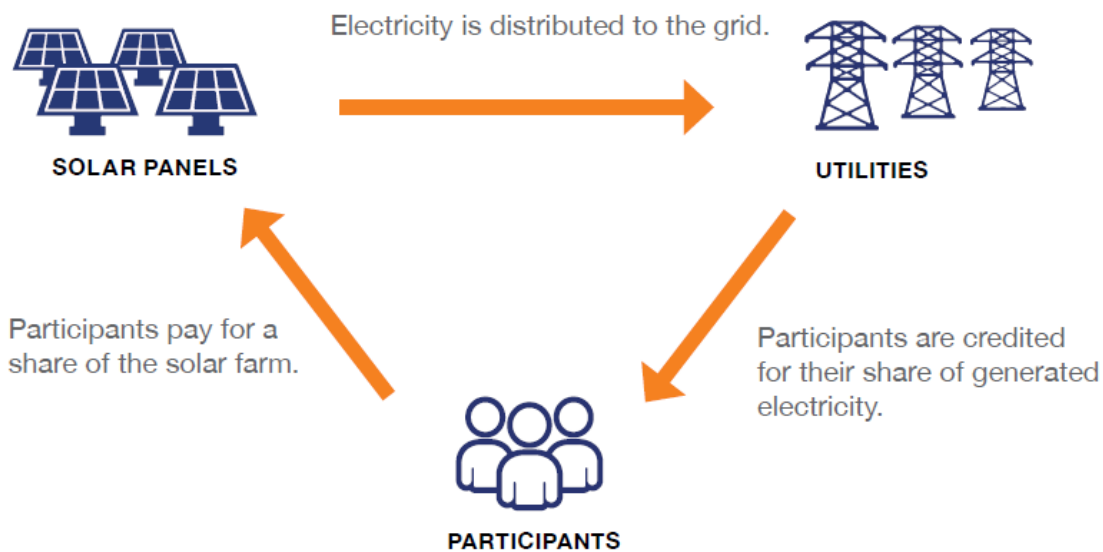 Electricity is distributed to the grid.
SOLAR PANELS
UTILITIES
Participants pay for a
share of the solar farm.
Participants are credited
for their share of generated
electricity.
PARTICIPANTS